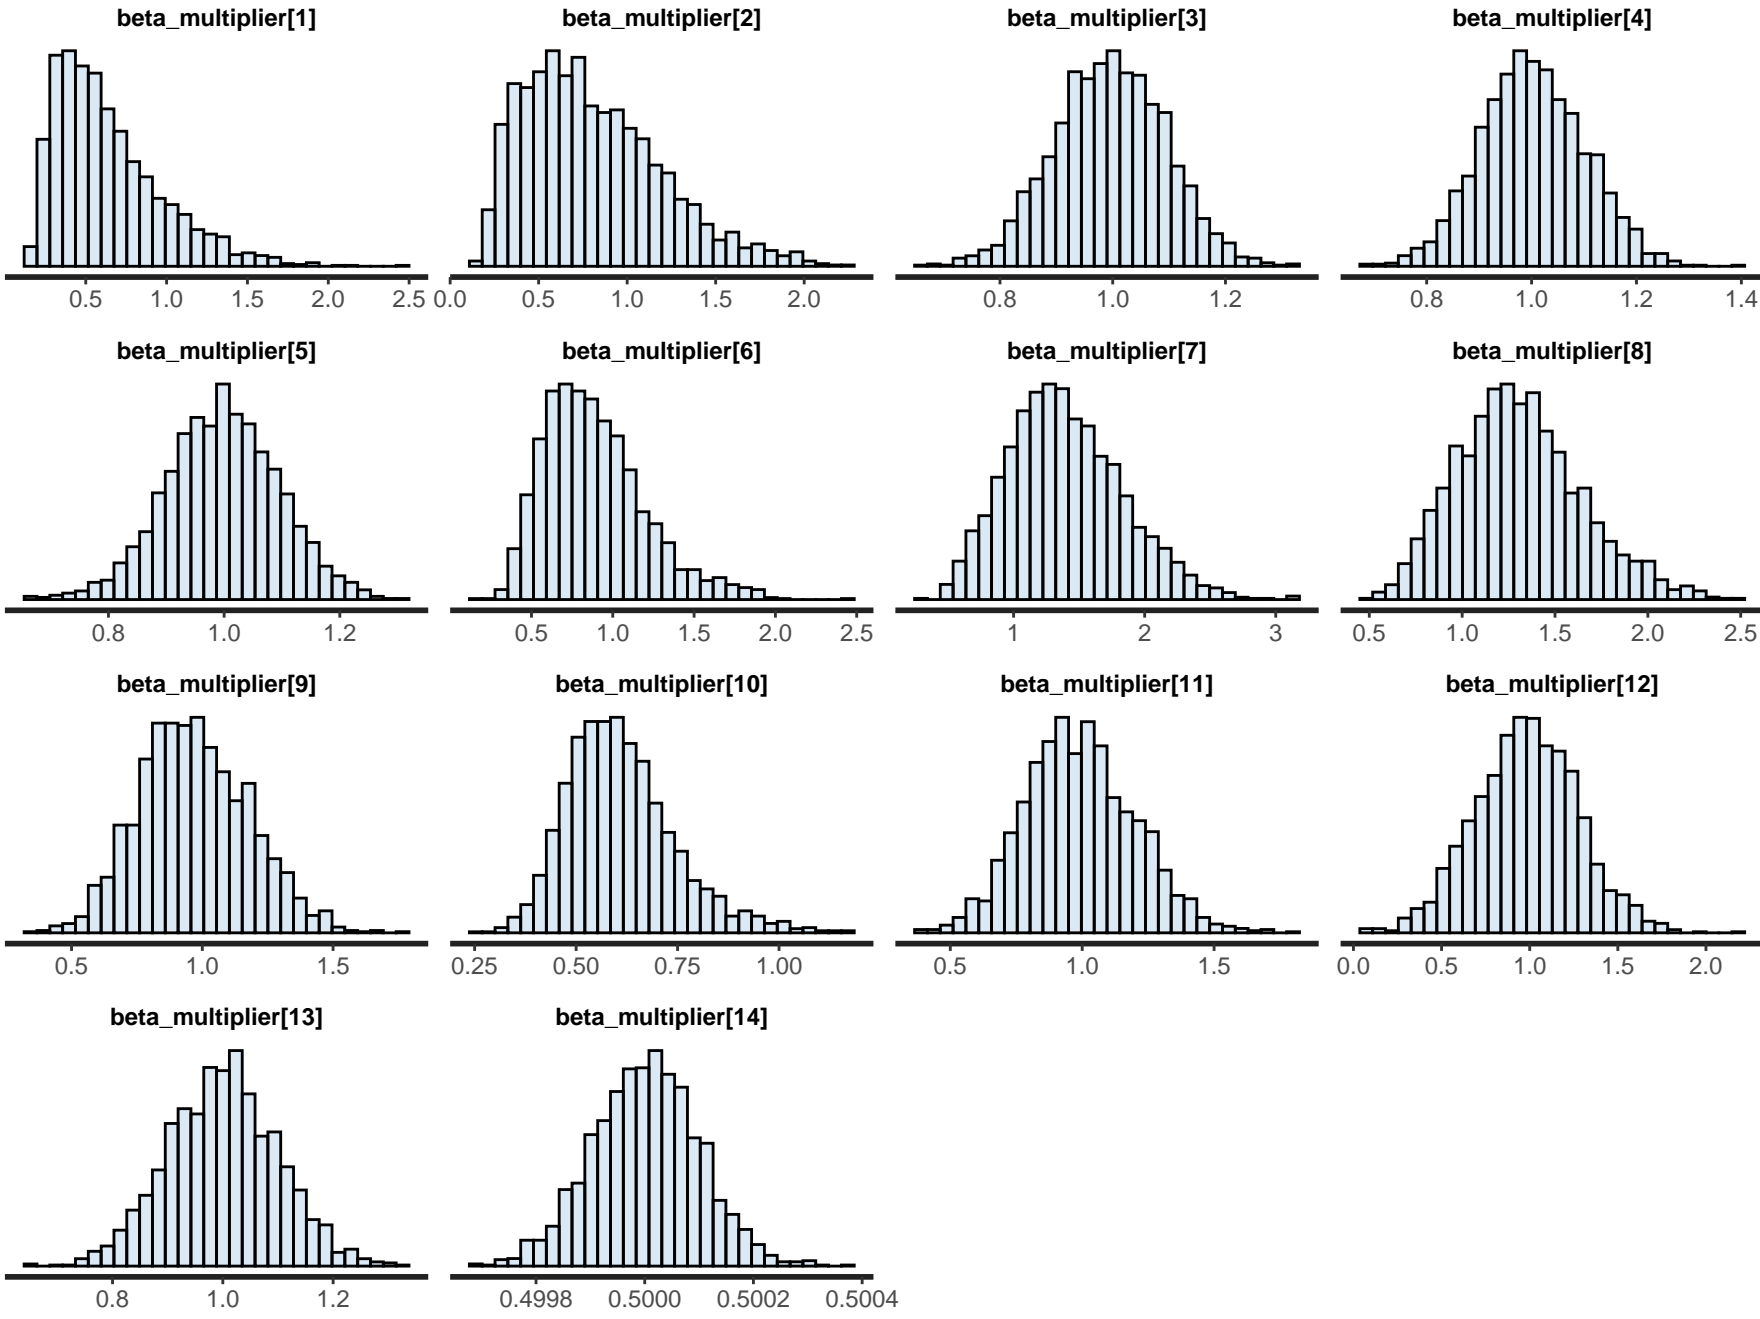 beta_multiplier[1] beta_multiplier[2] beta_multiplier[3] beta_multiplier[4]
0.5 1.0 1.5 2.0 2.5 0.0 0.5 1.0 1.5 2.0 0.8 1.0 1.2 0.8 1.0 1.2 1.4
beta_multiplier[5] beta_multiplier[6] beta_multiplier[7] beta_multiplier[8]
0.8 1.0 1.2 0.5 1.0 1.5 2.0 2.5 1 2 3 0.5 1.0 1.5 2.0 2.5
beta_multiplier[9] beta_multiplier[10] beta_multiplier[11] beta_multiplier[12]
0.5 1.0 1.5 0.25 0.50 0.75 1.00 0.5 1.0 1.5 0.0 0.5 1.0 1.5 2.0
beta_multiplier[13] beta_multiplier[14]
0.8 1.0 1.2 0.4998 0.5000 0.5002 0.5004